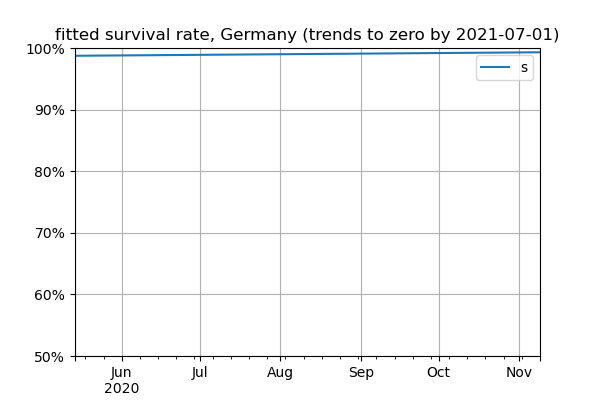 fitted survival rate, Germany (trends to zero by 2021-07-01)
100%
s
90%
80%
70%
60%
50%
Jun Jul Aug Sep Oct Nov
2020